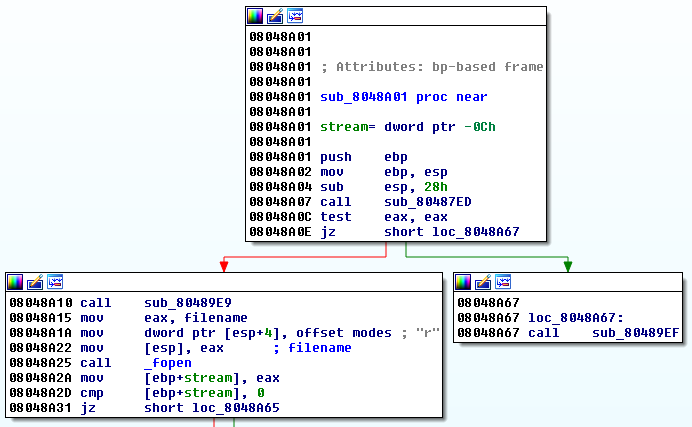 08048A01
08048A01
08048A01 ; Attributes: bp-based frame
08048A01
08048A01 sub_8048A01 proc near
08048A01
08048A01 stream= dword ptr -0Ch
08048A01
08048A01 push    ebp
08048A02 mov     ebp, esp
08048A04 sub     esp, 28h
08048A07 call    sub_80487ED
08048A0C test    eax, eax
08048A0E jz      short loc_8048A67
08048A10 call    sub_80489E9
08048A15 mov     eax, filename
08048A1A mov     dword ptr [esp+4], offset modes ; "r"
08048A22 mov     [esp], eax      ; filename
08048A25 call    _fopen
08048A2A mov     [ebp+stream], eax
08048A2D cmp     [ebp+stream], 0
08048A31 jz      short loc_8048A65
08048A67
08048A67 loc_8048A67:
08048A67 call    sub_80489EF